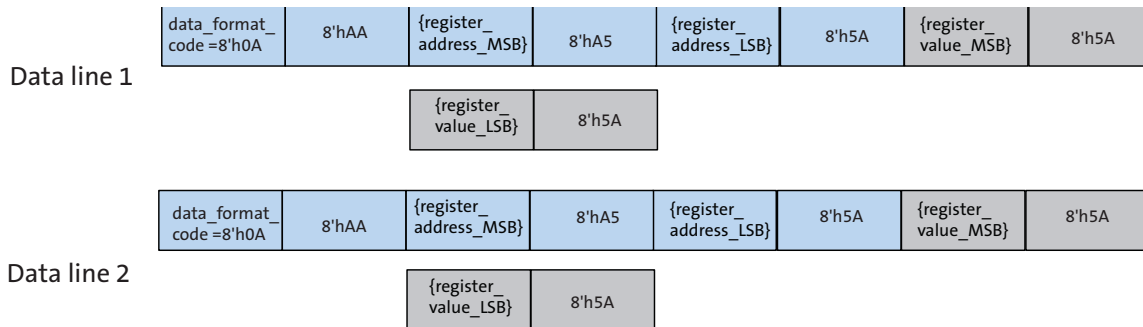 data_format_ 8'hAA {register_ 8'hA5 {register_ 8'h5A {register_ 8'h5A
code =8'h0A address_MSB} address_LSB} value_MSB}
Data line 1
{register_ 8'h5A
value_LSB}
data_format_ 8'hAA {register_ 8'hA5 {register_ 8'h5A {register_ 8'h5A
code =8'h0A address_MSB} address_LSB} value_MSB}
Data line 2
{register_ 8'h5A
value_LSB}